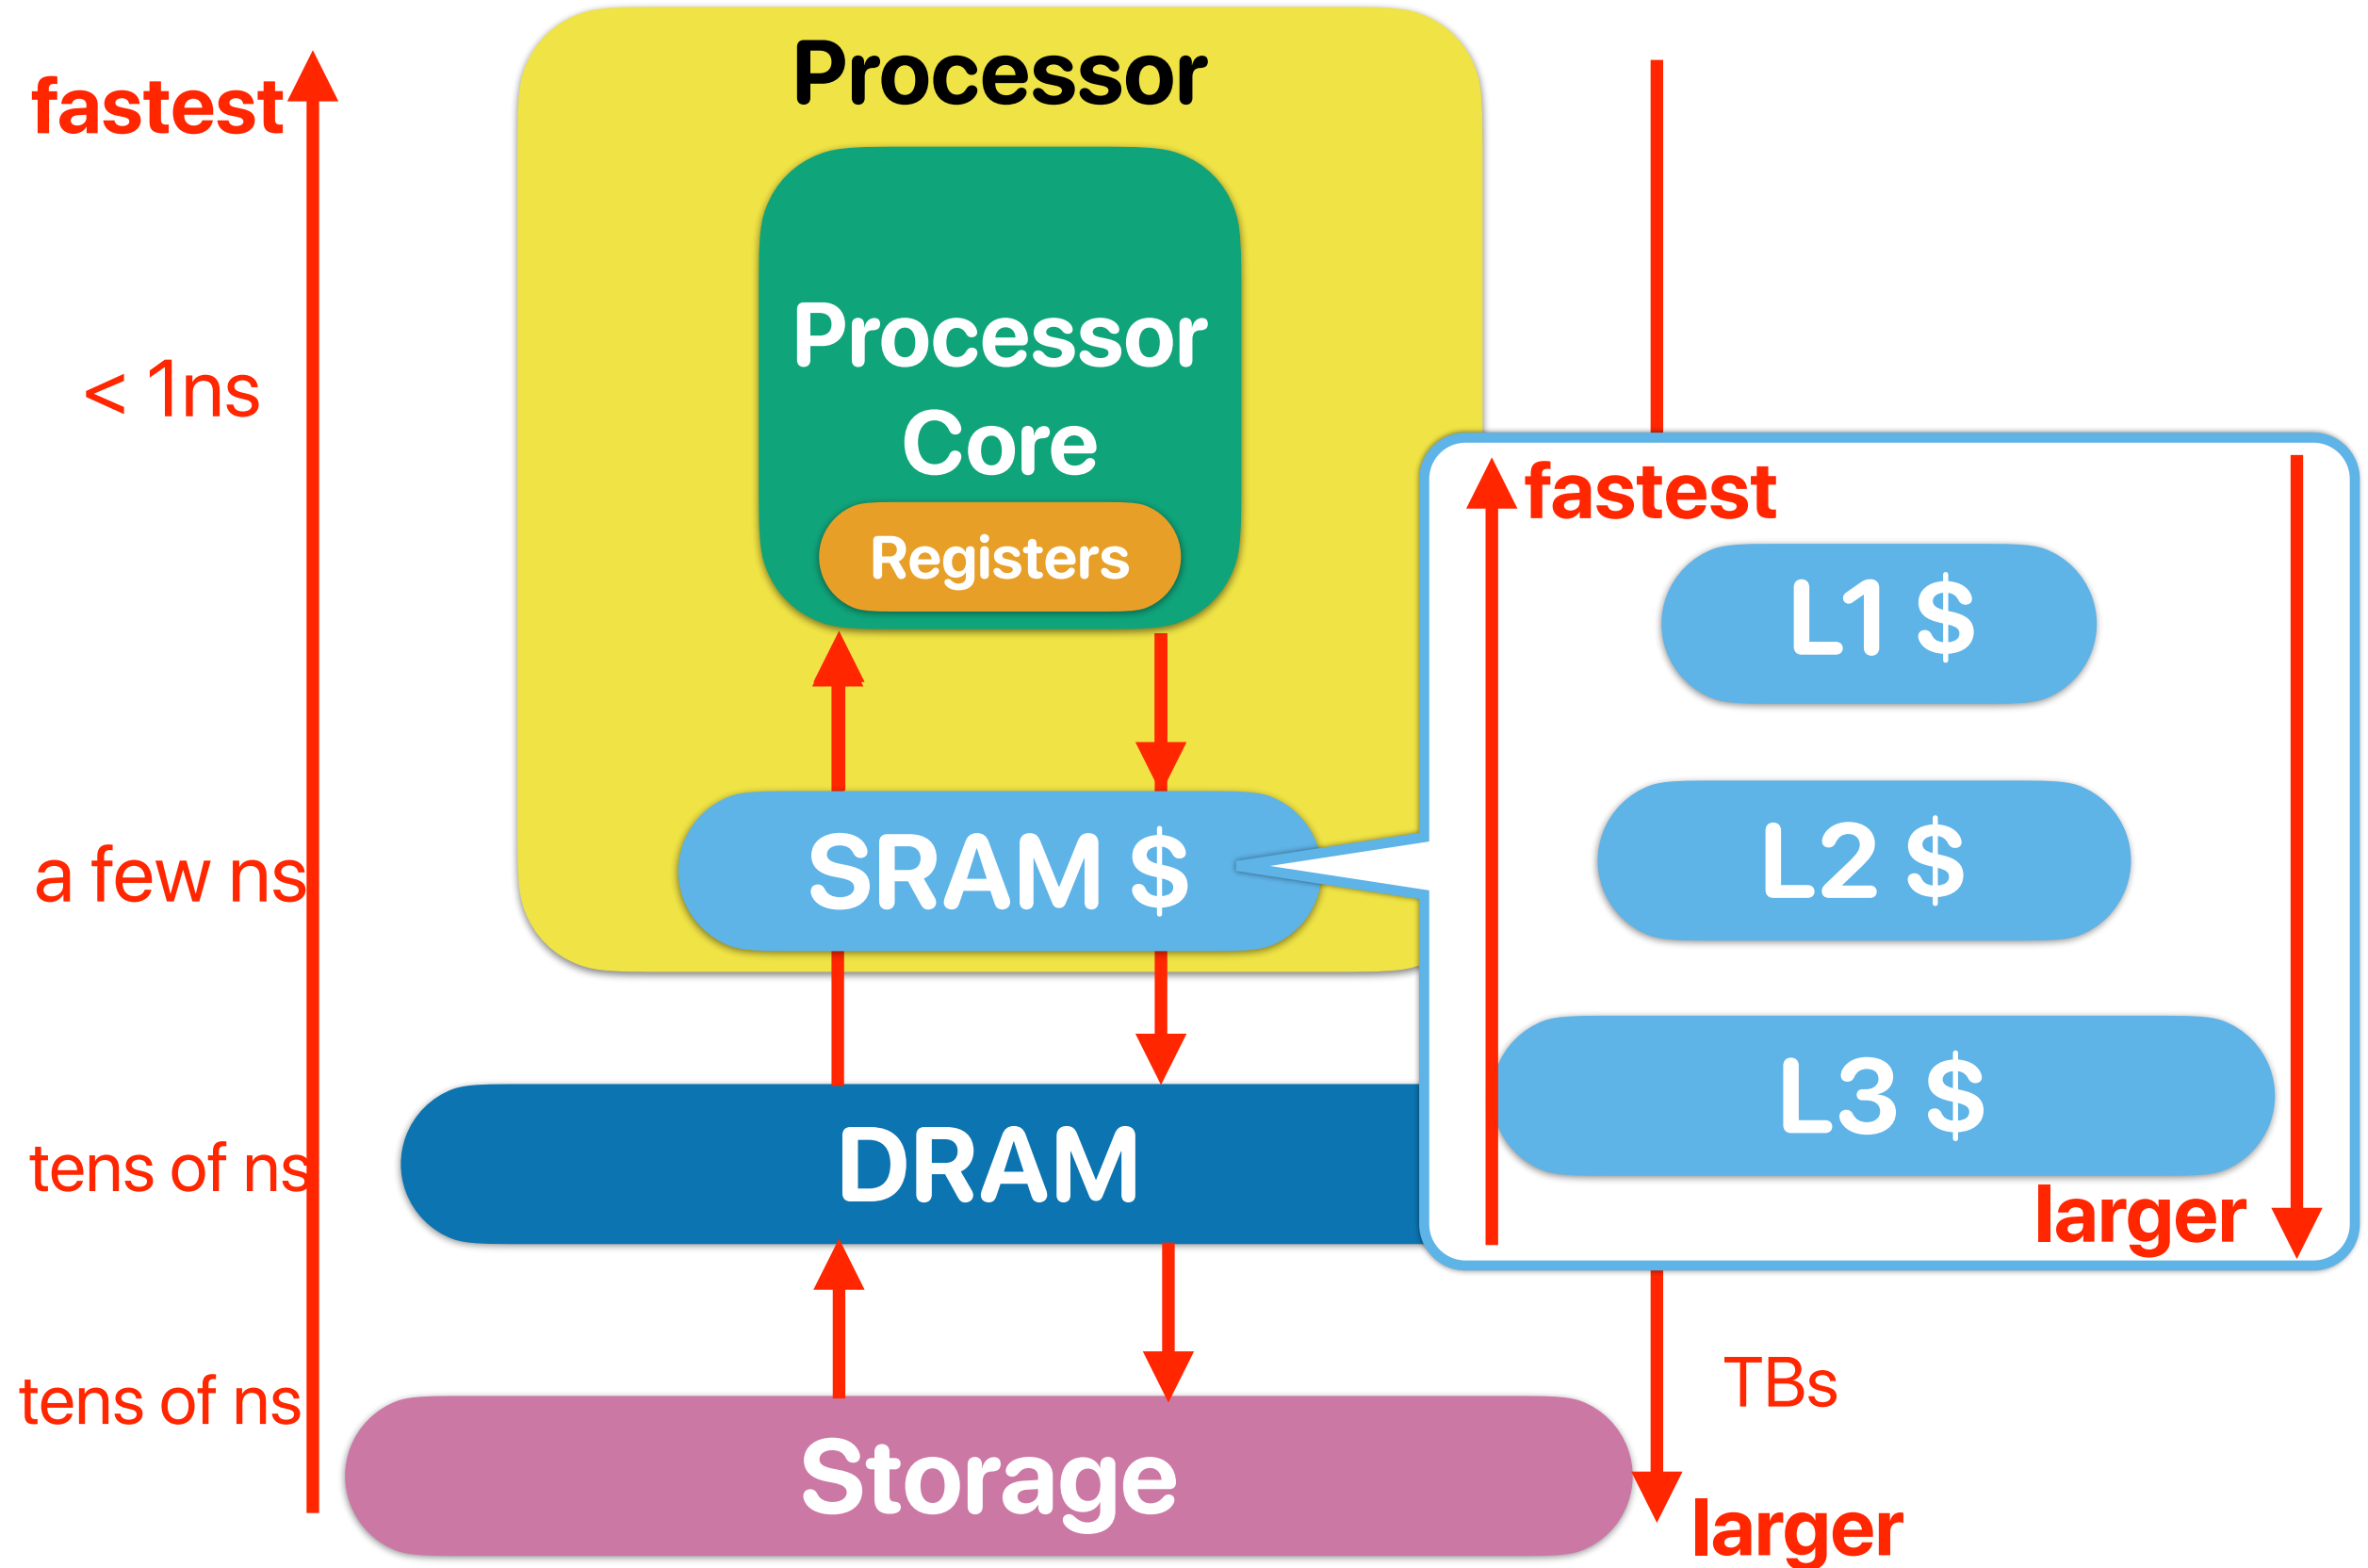 Processor
fastest
Processor
Core
< 1ns
fastest
Registers
L1 $
SRAM $
a few ns
L2 $
L3 $
DRAM
tens of ns
larger
TBs
tens of ns
Storage
larger